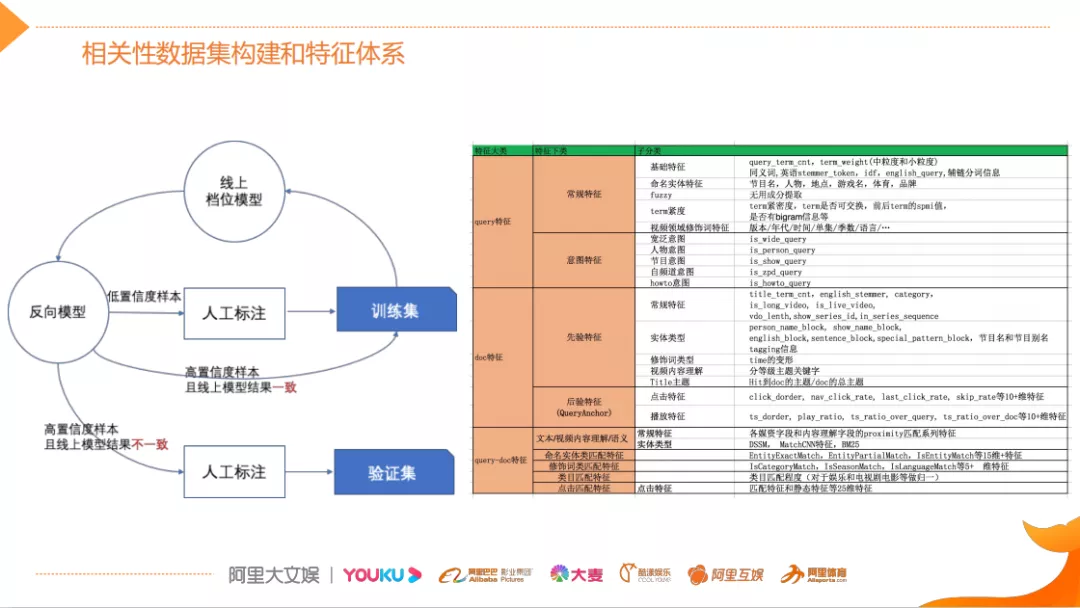 相关性数据集构建和特征体系
线上
档位模型
反向模型
低置信度样本
人工标注
训练集
高置信度样本
且线上模型结果一致
高置信度样本
且线上模型结果不一致
人工标注
验证集
特征大类 特征下类 子分类
query特征
常规特征
基础特征 query_term_cnt, term_weight(中粒度和小粒度)
同义词,英语stemmer_token, idf, english_query,辅链分词信息
命名实体特征 节目名, 人物, 地点, 游戏名, 体育, 品牌
fuzzy 无用成分提取
term紧度 term紧密度, term是否可交换, 前后term的spmi值,
是否有bigram信息等
视频领域修饰词特征 版本/年代/时间/单集/季数/语言/…
意图特征
宽泛意图 is_wide_query
人物意图 is_person_query
节目意图 is_show_query
自频道意图 is_zpd_query
howto意图 is_howto_query
doc特征
先验特征
常规特征 title_term_cnt, english_stemmer, category,
is_long_video, is_live_video,
vdo_lenth,show_series_id,in_series_sequence
实体类型 person_name_block, show_name_block,
english_block,sentence_block,special_pattern_block, 节目名和节目别名
tagging信息
修饰词类型 time的变形
视频内容理解 分等级主题关键字
Title主题 Hit到doc的主题/doc的总主题
后验特征
(QueryAnchor)
点击特征 click_dorder, nav_click_rate, last_click_rate, skip_rate等10+维特征
播放特征 ts_dorder, play_ratio, ts_ratio_over_query, ts_ratio_over_doc等10+维特征
query-doc特征
文本/视频内容理解/语义
常规特征 各媒资字段和内容理解字段的proximity匹配系列特征
实体类型 DSSM, MatchCNN特征, BM25
命名实体类匹配特征 EntityExactMatch, EntityPartialMatch, IsEntityMatch等15维+特征
修饰词类匹配特征 IsCategoryMatch, IsSeasonMatch, IsLanguageMatch等5+ 维特征
类目匹配特征 类目匹配程度(对于娱乐和电视剧电影等做归一)
点击匹配特征 点击特征 匹配特征和静态特征等25维特征
阿里大文娱
YOUKU
阿里巴巴 影业集团
Alibaba Pictures
大麦
酷漾娱乐
COOL YOUNG
阿里互娱
阿里体育
Alisports.com